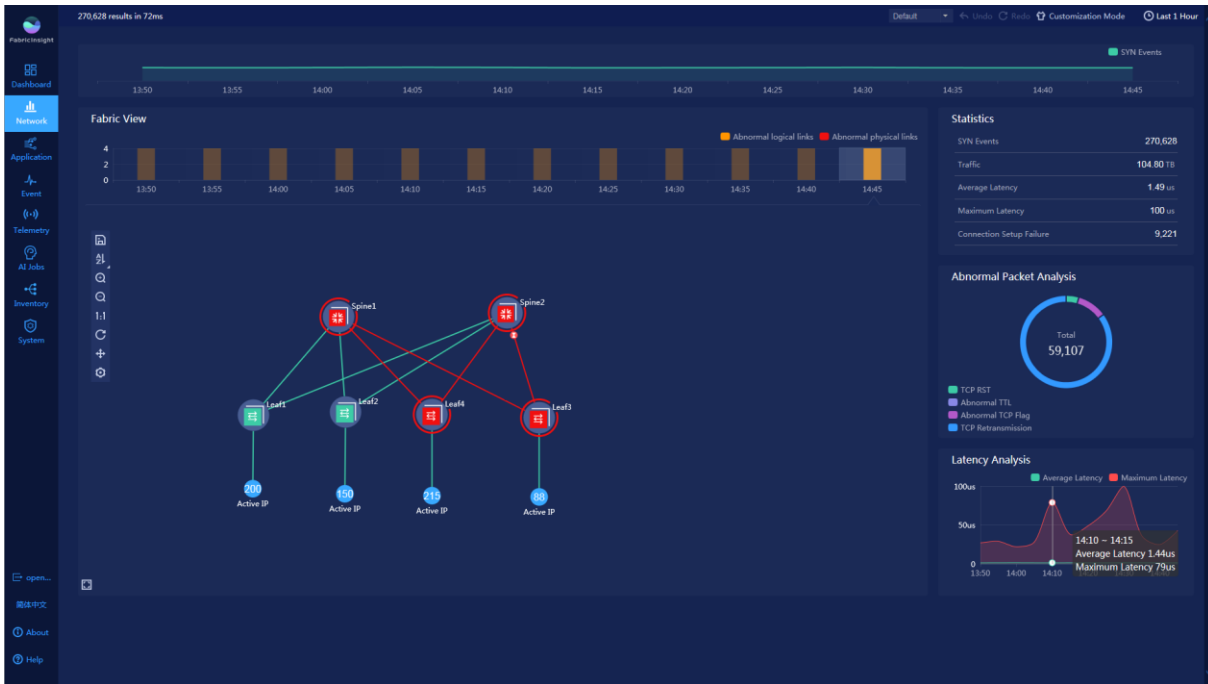 FabricInsight
270,628 results in 72ms
Default
Undo
Redo
Customization Mode
Last 1 Hour
Dashboard
Network
Application
Event
Telemetry
AI Jobs
Inventory
System
open...
简体中文
About
Help
SYN Events
13:50 13:55 14:00 14:05 14:10 14:15 14:20 14:25 14:30 14:35 14:40 14:45
Fabric View
Abnormal logical links Abnormal physical links
4
2
0
13:50 13:55 14:00 14:05 14:10 14:15 14:20 14:25 14:30 14:35 14:40 14:45
1:1
Spine1
Spine2
Leaf1
Leaf2
Leaf4
Leaf3
200
Active IP
150
Active IP
215
Active IP
88
Active IP
Statistics
SYN Events 270,628
Traffic 104.80 TB
Average Latency 1.49 us
Maximum Latency 100 us
Connection Setup Failure 9,221
Abnormal Packet Analysis
Total
59,107
TCP RST
Abnormal TTL
Abnormal TCP Flag
TCP Retransmission
Latency Analysis
Average Latency Maximum Latency
100us
50us
0
14:10 ~ 14:15
Average Latency 1.44us
Maximum Latency 79us
13:50 14:00 14:10